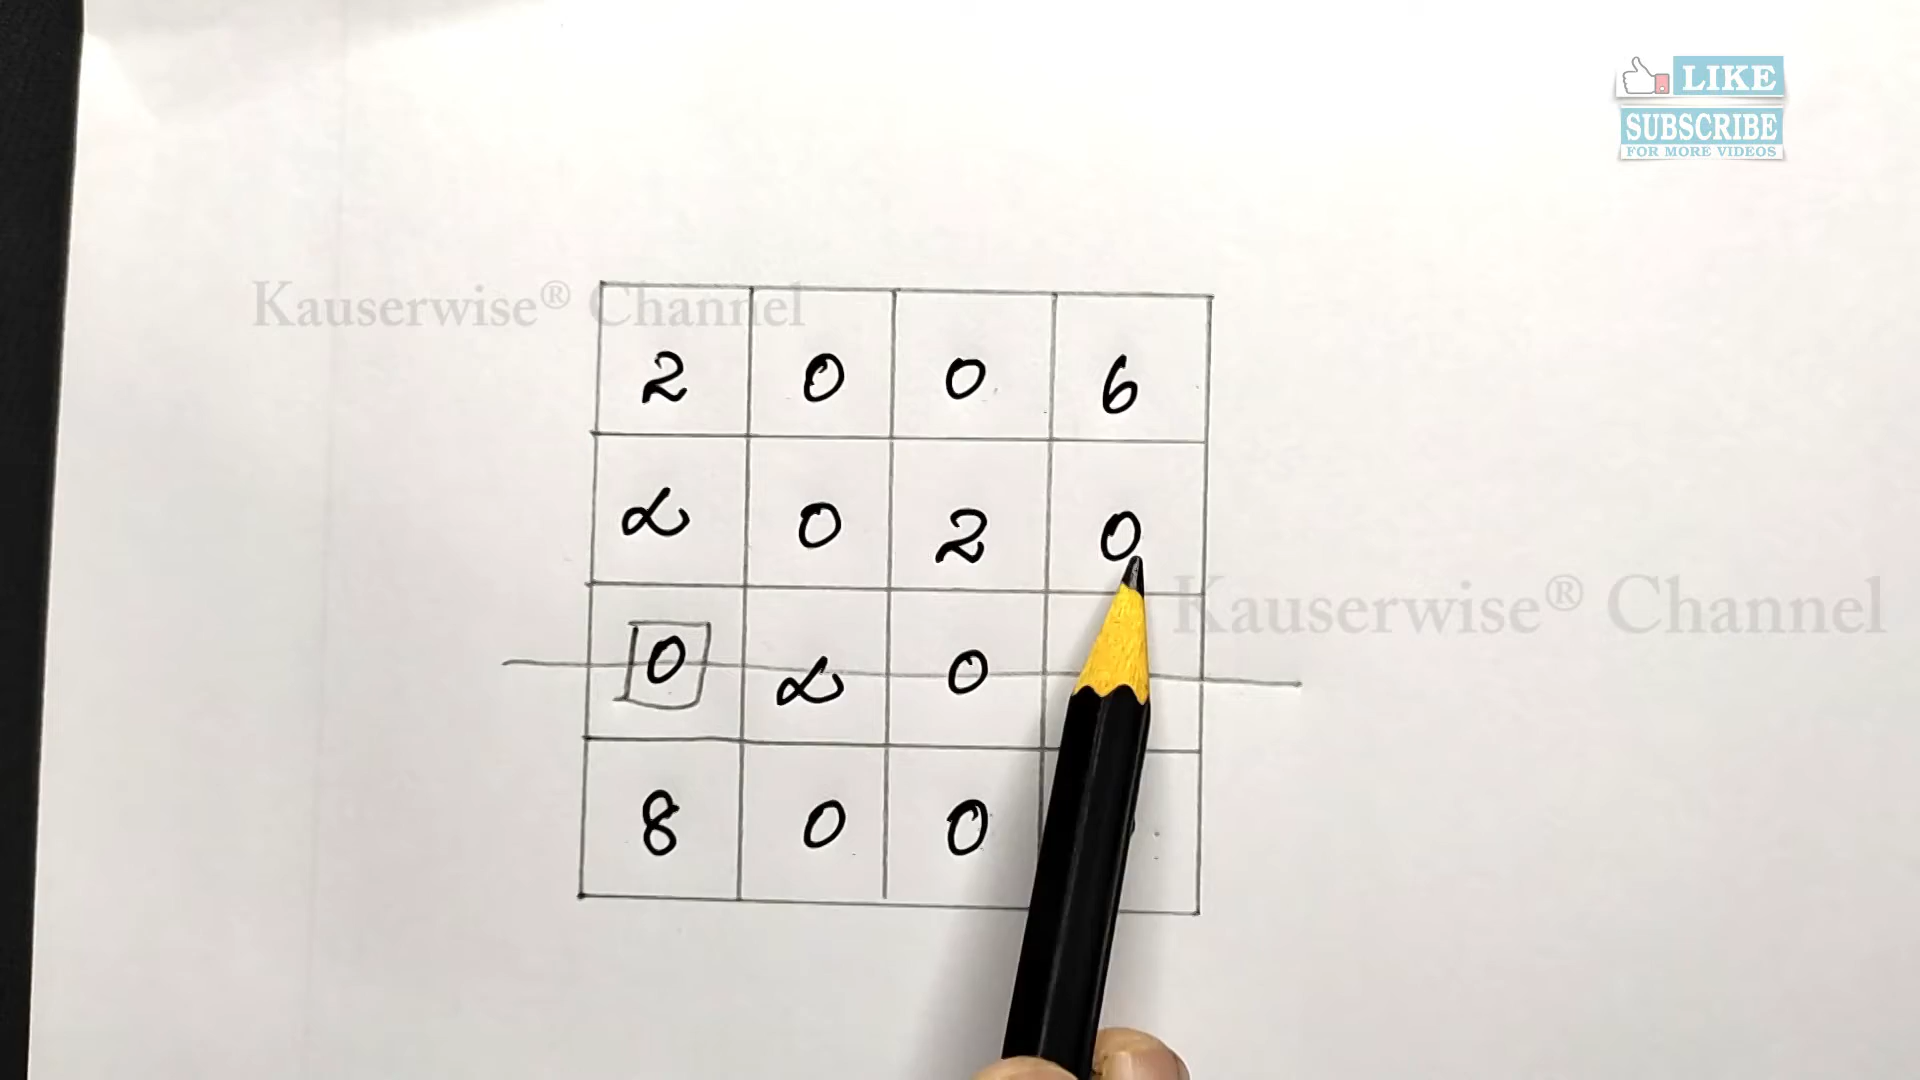 LIKE
SUBSCRIBE
FOR MORE VIDEOS
Kauserwise® Channel
2 0 0 6
∝ 0 2 0
Kauserwise® Channel
0 ∝ 0
8 0 0